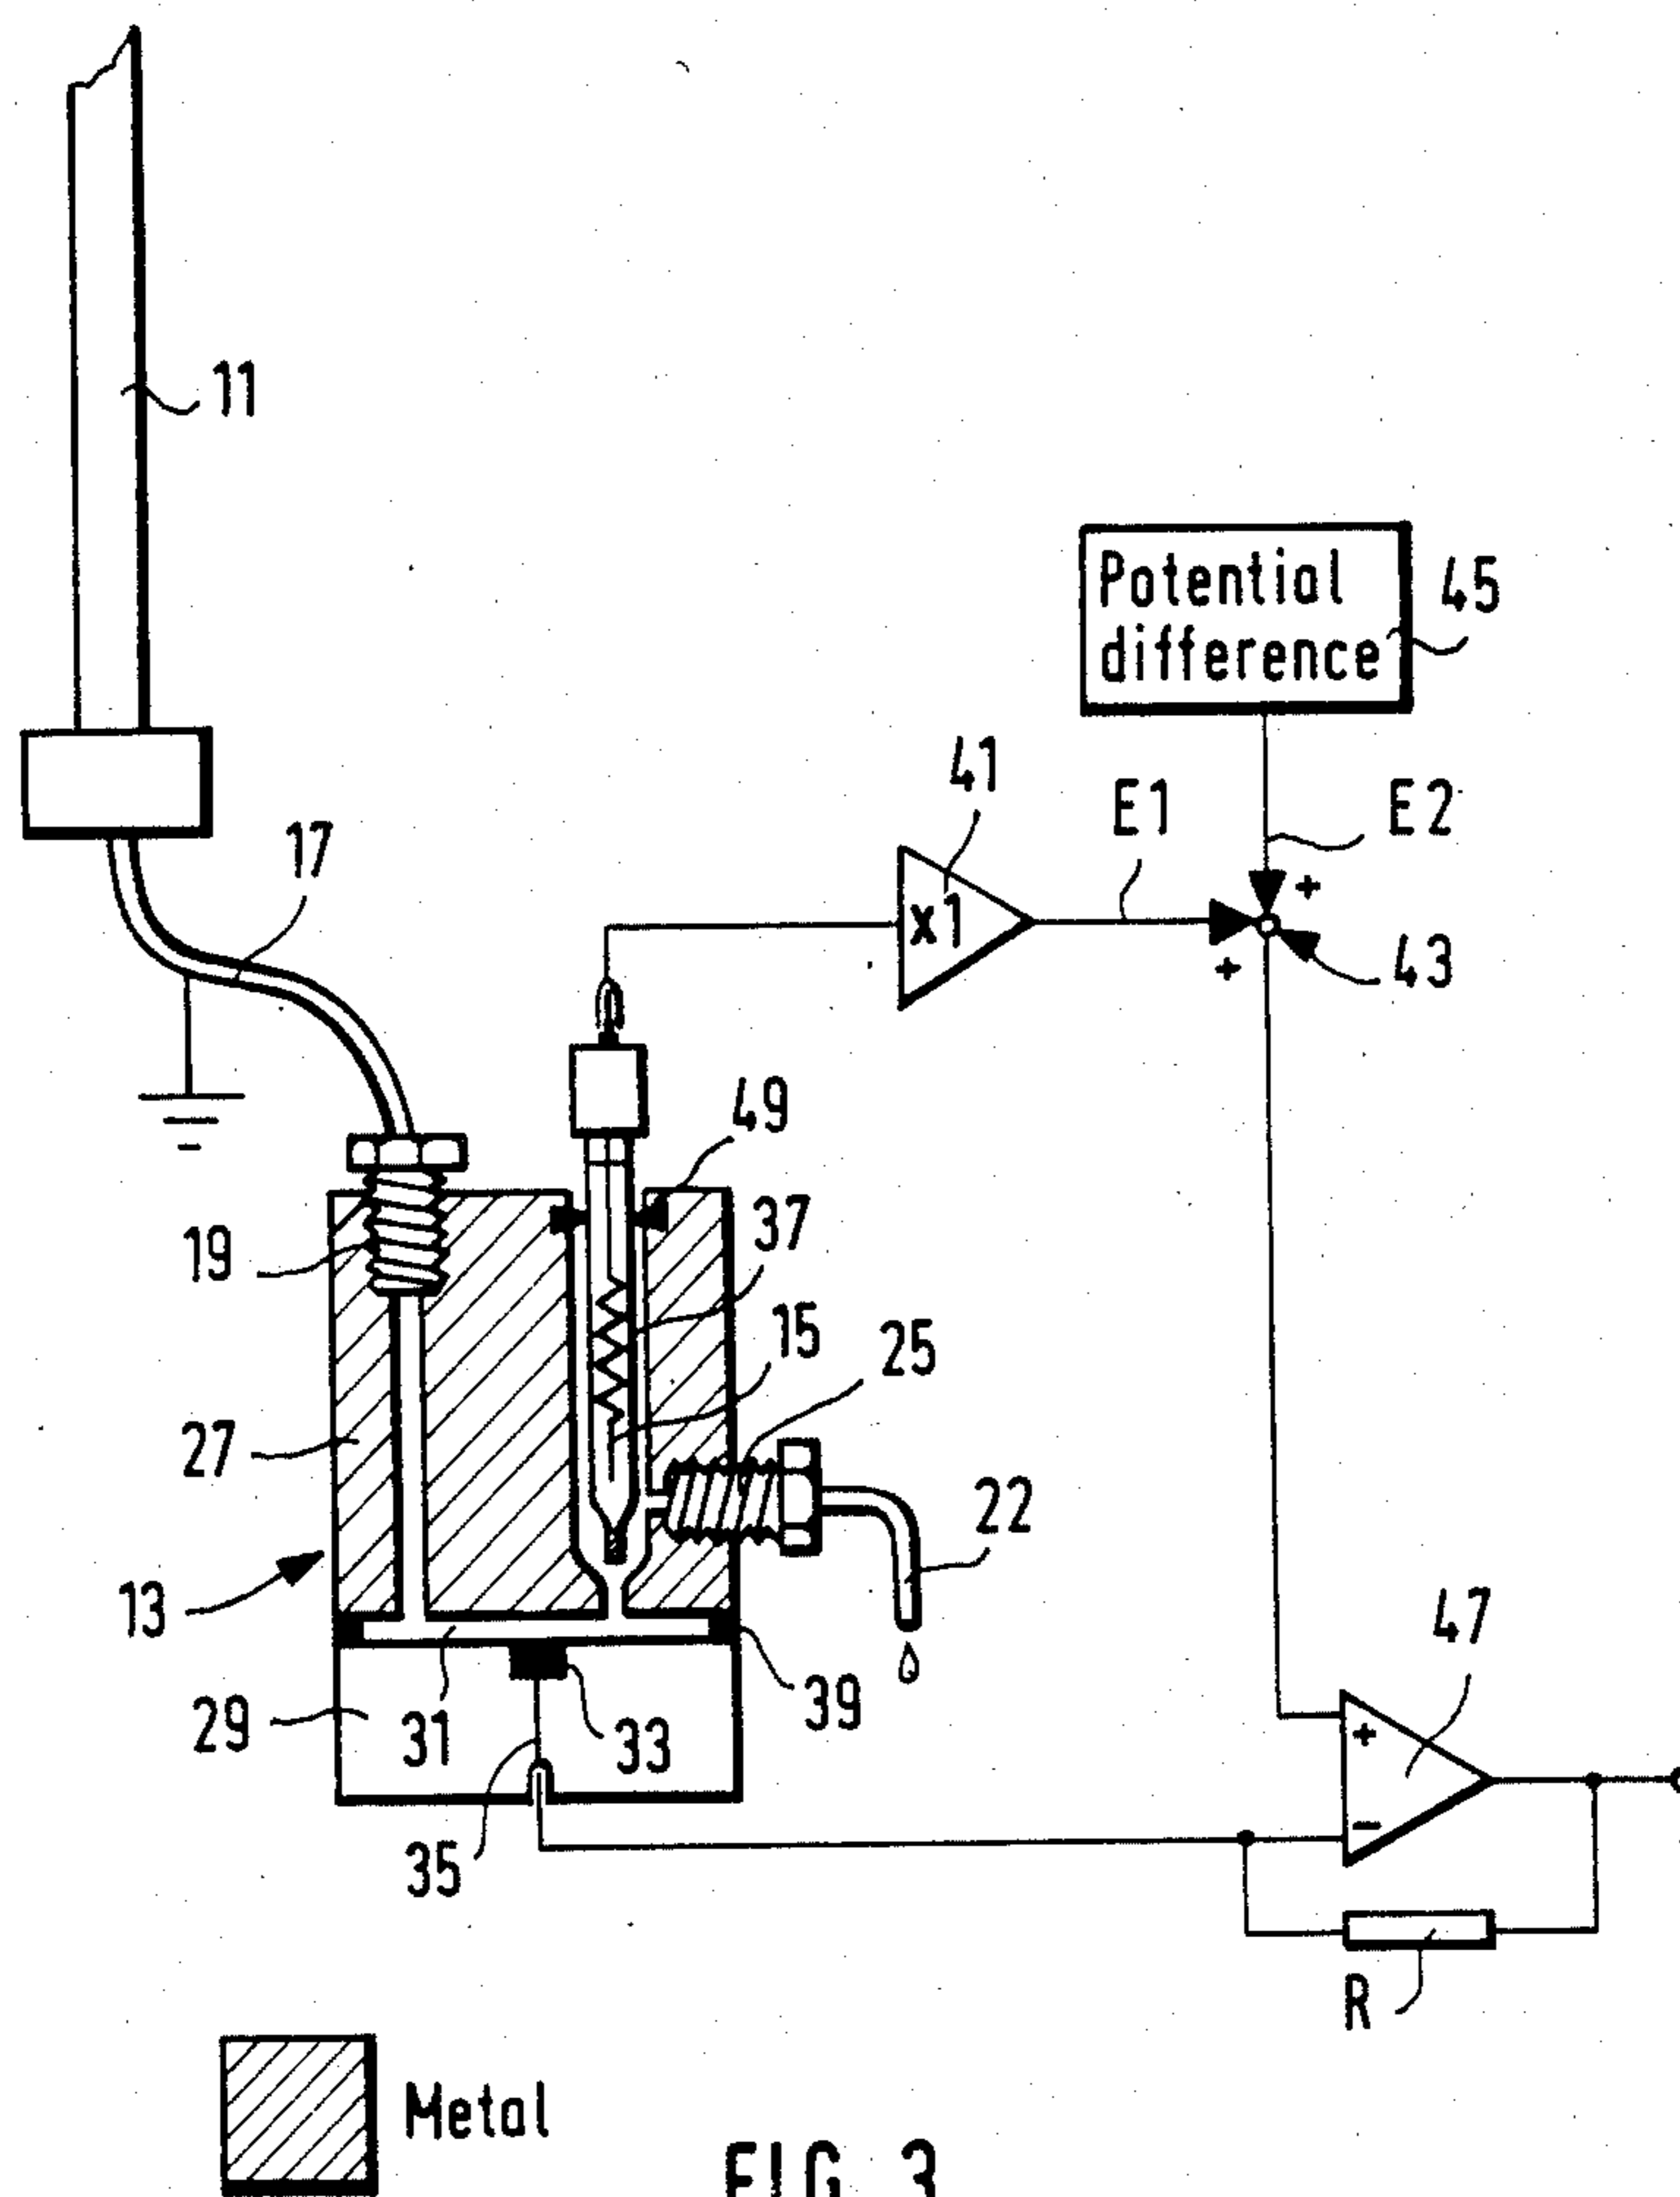 11
Potential
difference
45
41
E1
E2
17
x1
+
+
43
49
37
19
15
25
27
22
13
47
+
39
29
31
33
-
35
R
Metal
FIG. 3